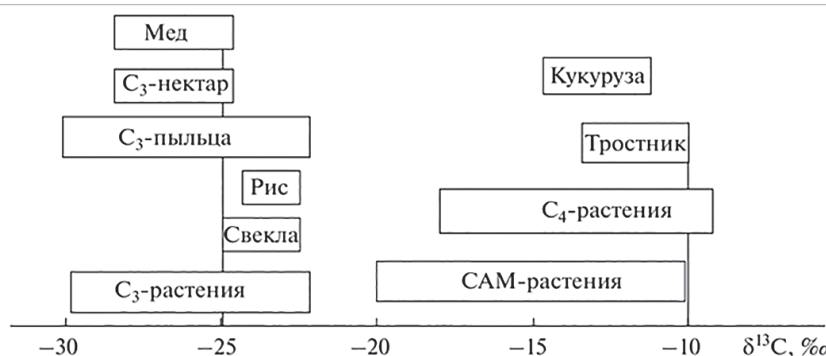 Мед
C₃-нектар
Кукуруза
C₃-пыльца
Тростник
Рис
C₄-растения
Свекла
C₃-растения
CAM-растения
−30 −25 −20 −15 −10 δ¹³C, ‰